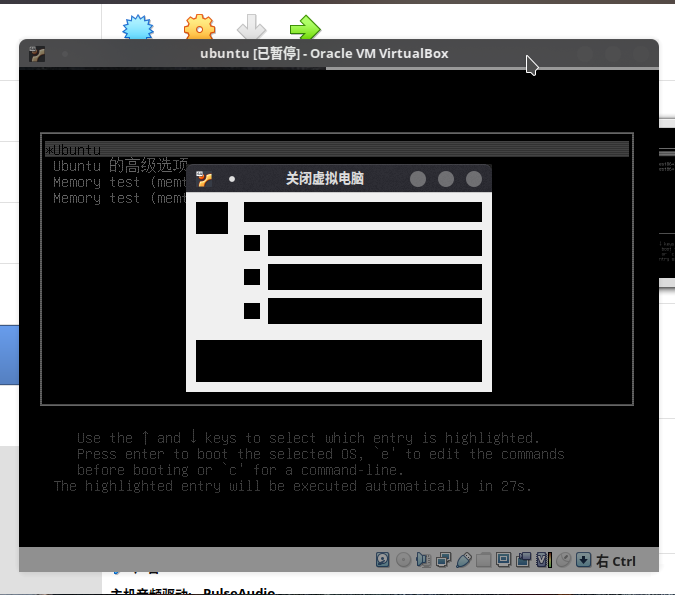 ubuntu [已暂停] - Oracle VM VirtualBox
*Ubuntu
Ubuntu 的高级选项
Memory test (memt
Memory test (memt
关闭虚拟电脑
Use the ↑ and ↓ keys to select which entry is highlighted.
Press enter to boot the selected OS, `e' to edit the commands
before booting or `c' for a command-line.
The highlighted entry will be executed automatically in 27s.
右 Ctrl
主机音频驱动: PulseAudio